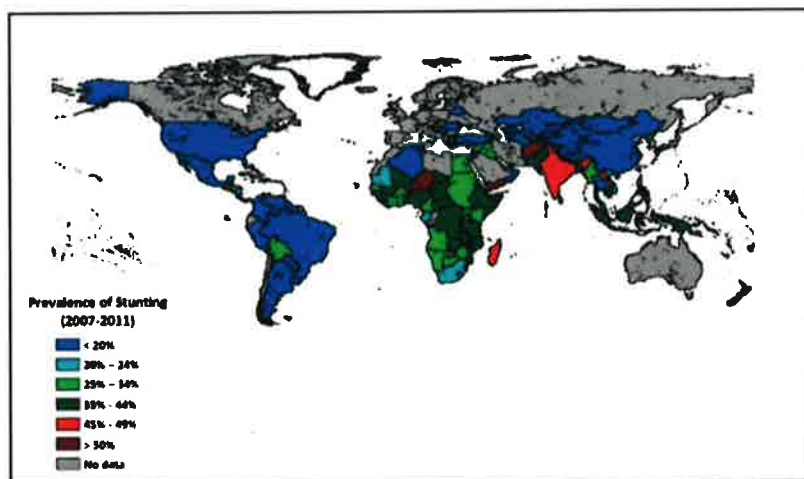 Prevalence of Stunting
(2007-2011)
< 20%
20% - 24%
25% - 34%
35% - 44%
45% - 49%
> 50%
No data